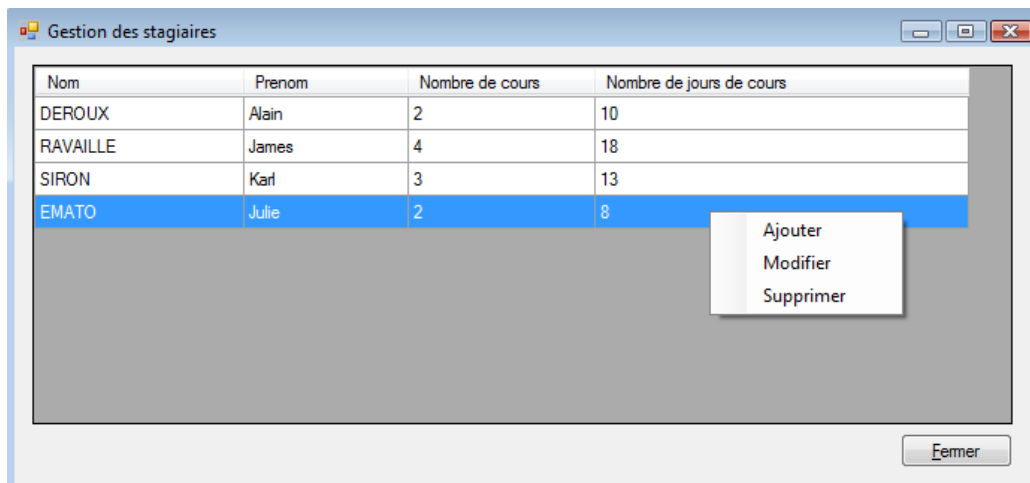 Gestion des stagiaires
Nom Prenom Nombre de cours Nombre de jours de cours
DEROUX Alain 2 10
RAVAILLE James 4 18
SIRON Karl 3 13
EMATO Julie 2 8
Ajouter
Modifier
Supprimer
Fermer